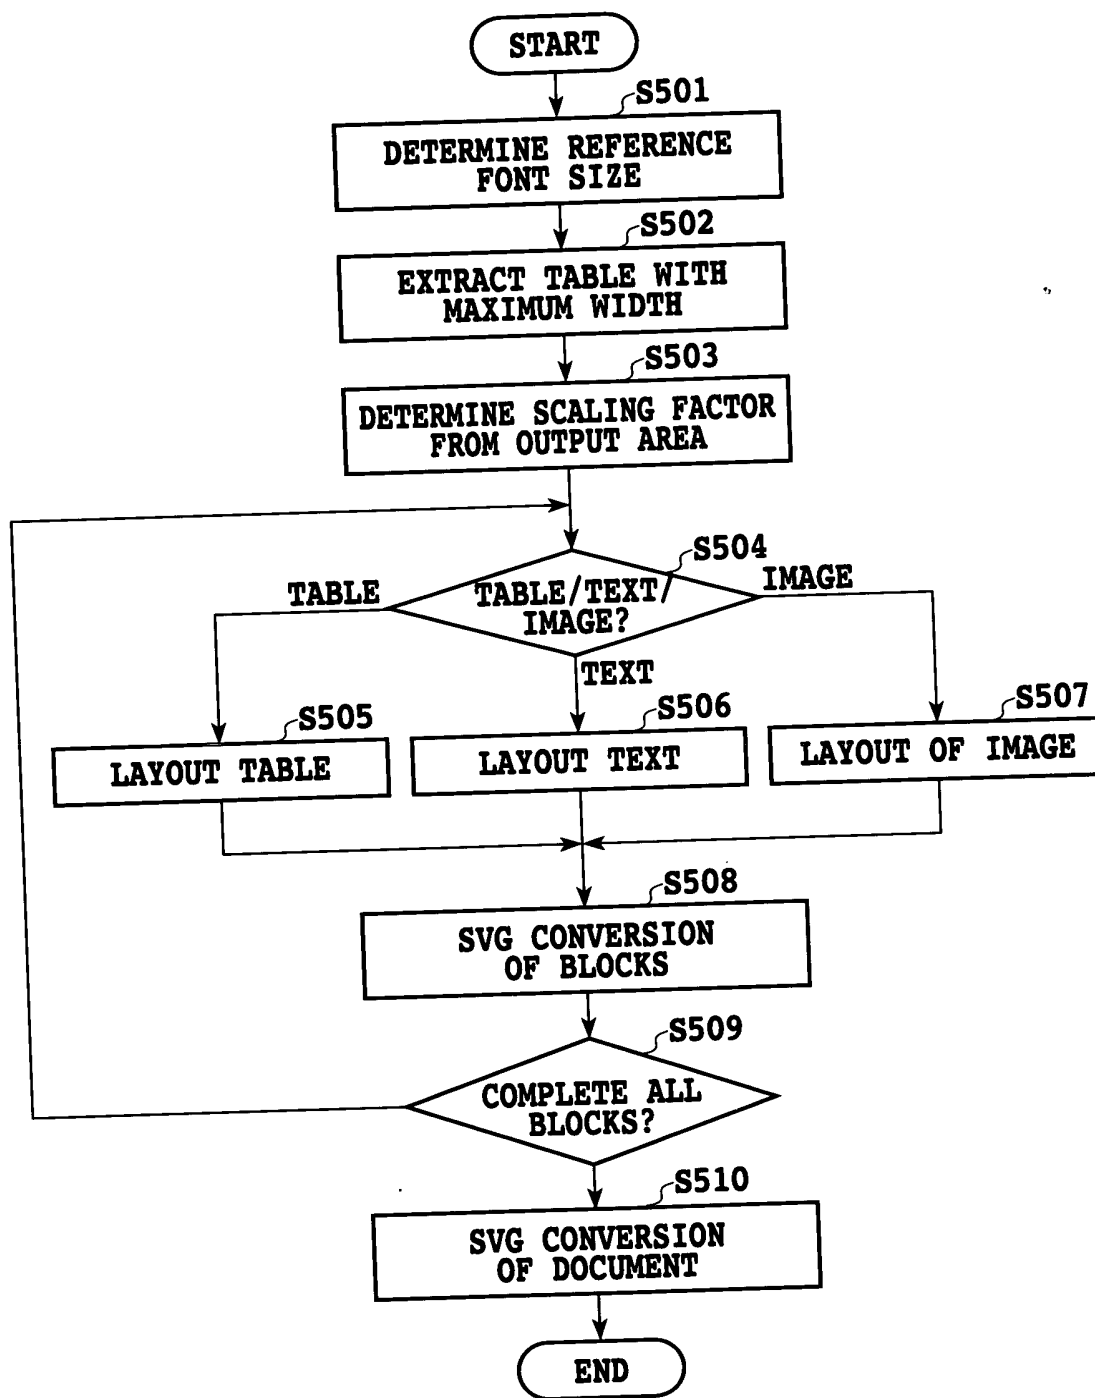 START
S501
DETERMINE REFERENCE
FONT SIZE
S502
EXTRACT TABLE WITH
MAXIMUM WIDTH
S503
DETERMINE SCALING FACTOR
FROM OUTPUT AREA
S504
TABLE
TABLE/TEXT/
IMAGE?
IMAGE
TEXT
S505
LAYOUT TABLE
S506
LAYOUT TEXT
S507
LAYOUT OF IMAGE
S508
SVG CONVERSION
OF BLOCKS
S509
COMPLETE ALL
BLOCKS?
S510
SVG CONVERSION
OF DOCUMENT
END